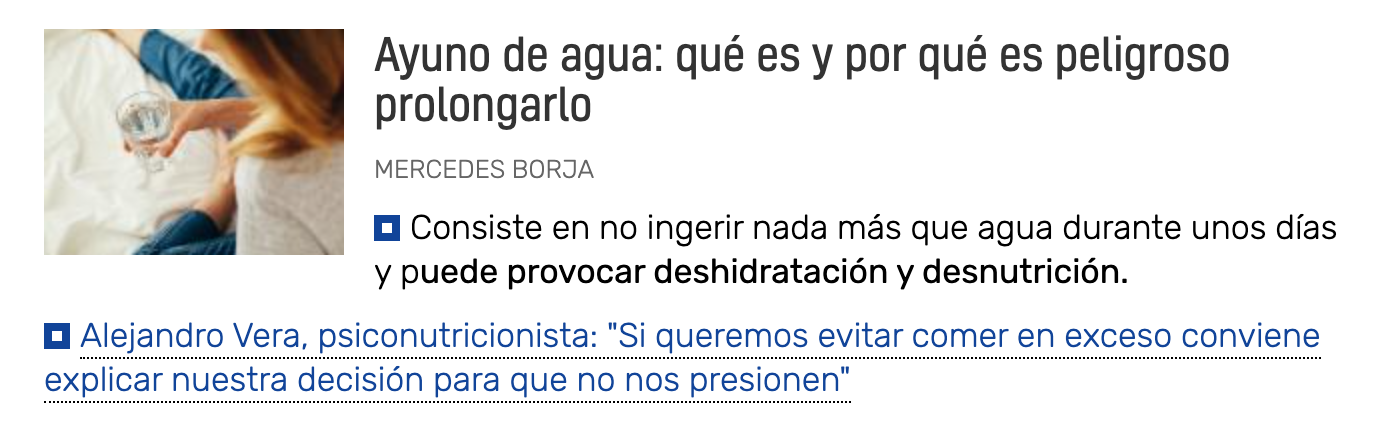 Ayuno de agua: qué es y por qué es peligroso
prolongarlo
MERCEDES BORJA
Consiste en no ingerir nada más que agua durante unos días
y puede provocar deshidratación y desnutrición.
Alejandro Vera, psiconutricionista: "Si queremos evitar comer en exceso conviene
explicar nuestra decisión para que no nos presionen"